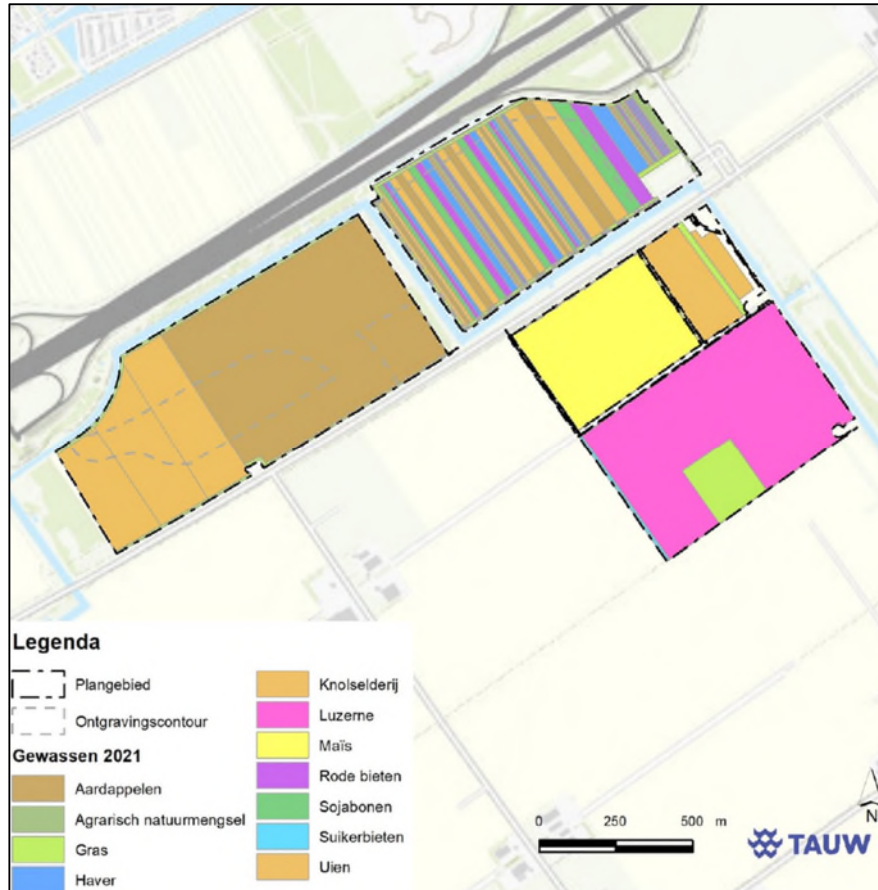 Legenda
Plangebied
Ontgravingscontour
Gewassen 2021
Aardappelen
Agrarisch natuurmengsel
Gras
Haver
Knolselderij
Luzerne
Maïs
Rode bieten
Sojabonen
Suikerbieten
Uien
0 250 500 m
N
TAUW